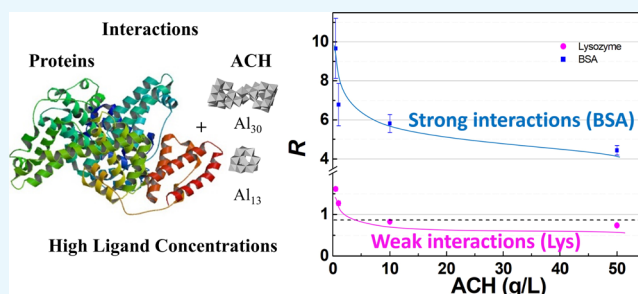 Interactions
Proteins
ACH
Al30
+
Al13
High Ligand Concentrations
R
10
8
6
4
1
0
Lysozyme
BSA
Strong interactions (BSA)
Weak interactions (Lys)
0 10 20 30 40 50
ACH (g/L)